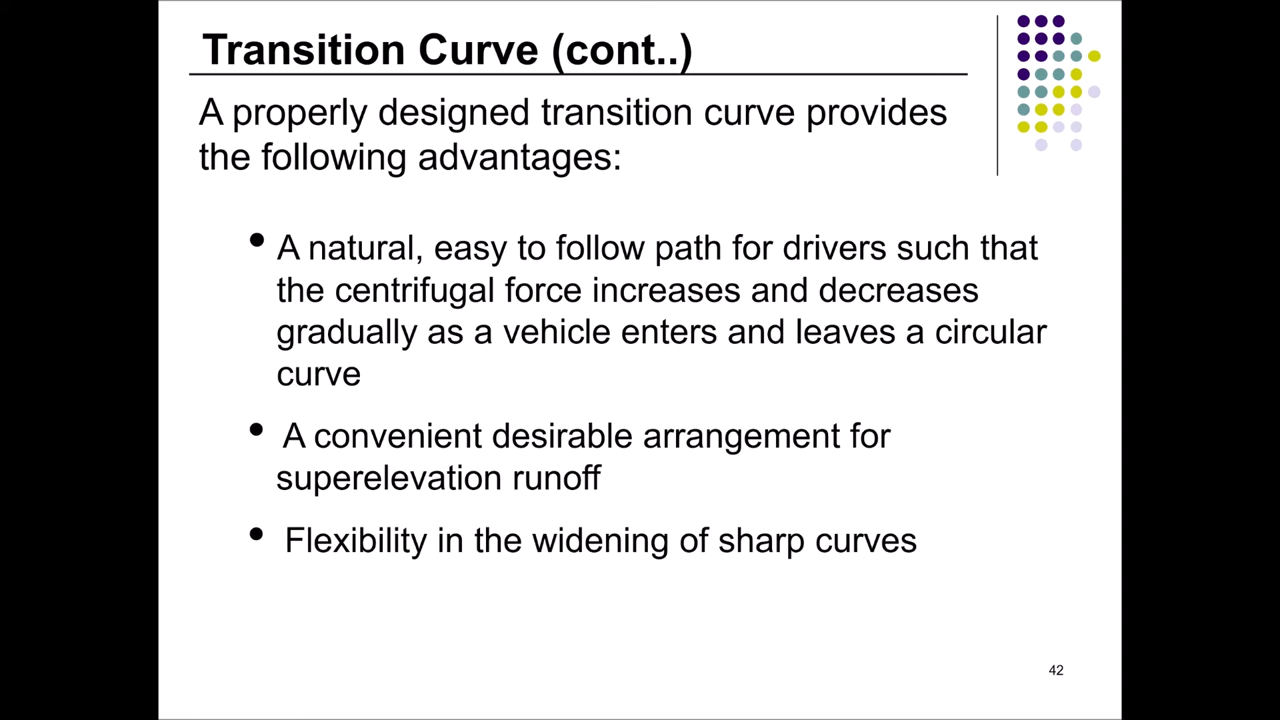 Transition Curve (cont..)
A properly designed transition curve provides
the following advantages:
• A natural, easy to follow path for drivers such that
the centrifugal force increases and decreases
gradually as a vehicle enters and leaves a circular
curve
• A convenient desirable arrangement for
superelevation runoff
• Flexibility in the widening of sharp curves
42